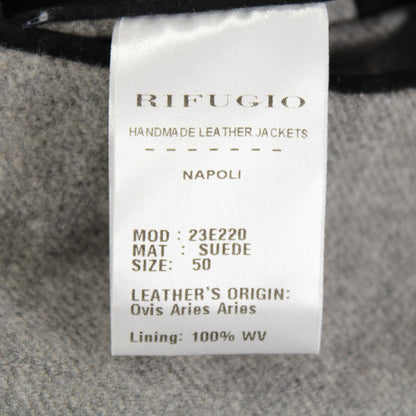 RIFUGIO
HANDMADE LEATHER JACKETS
- - - - - - -
NAPOLI
MOD : 23E220
MAT : SUEDE
SIZE: 50
LEATHER'S ORIGIN:
Ovis Aries Aries
Lining: 100% WV